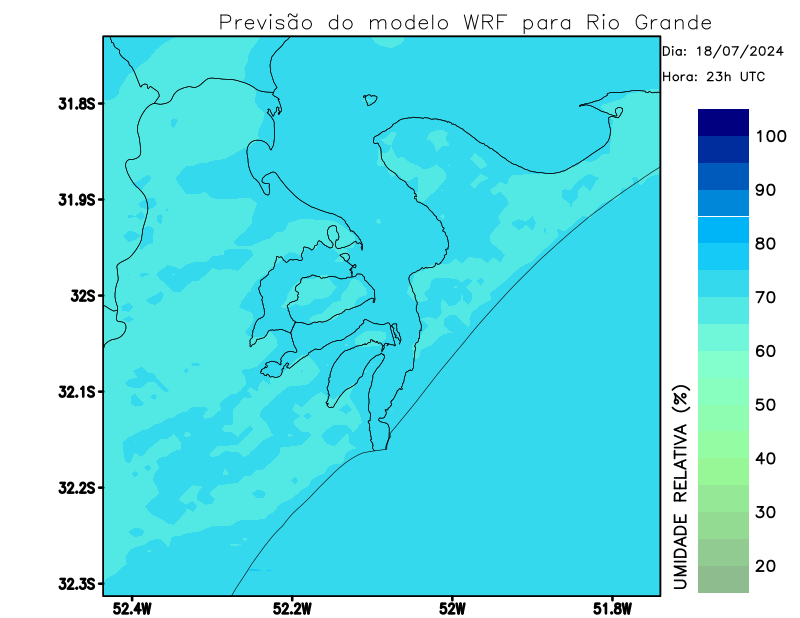 Previsão do modelo WRF para Rio Grande
Dia: 18/07/2024
Hora: 23h UTC
31.8S
31.9S
32S
32.1S
32.2S
32.3S
52.4W
52.2W
52W
51.8W
100
90
80
70
60
50
40
30
20
UMIDADE RELATIVA (%)